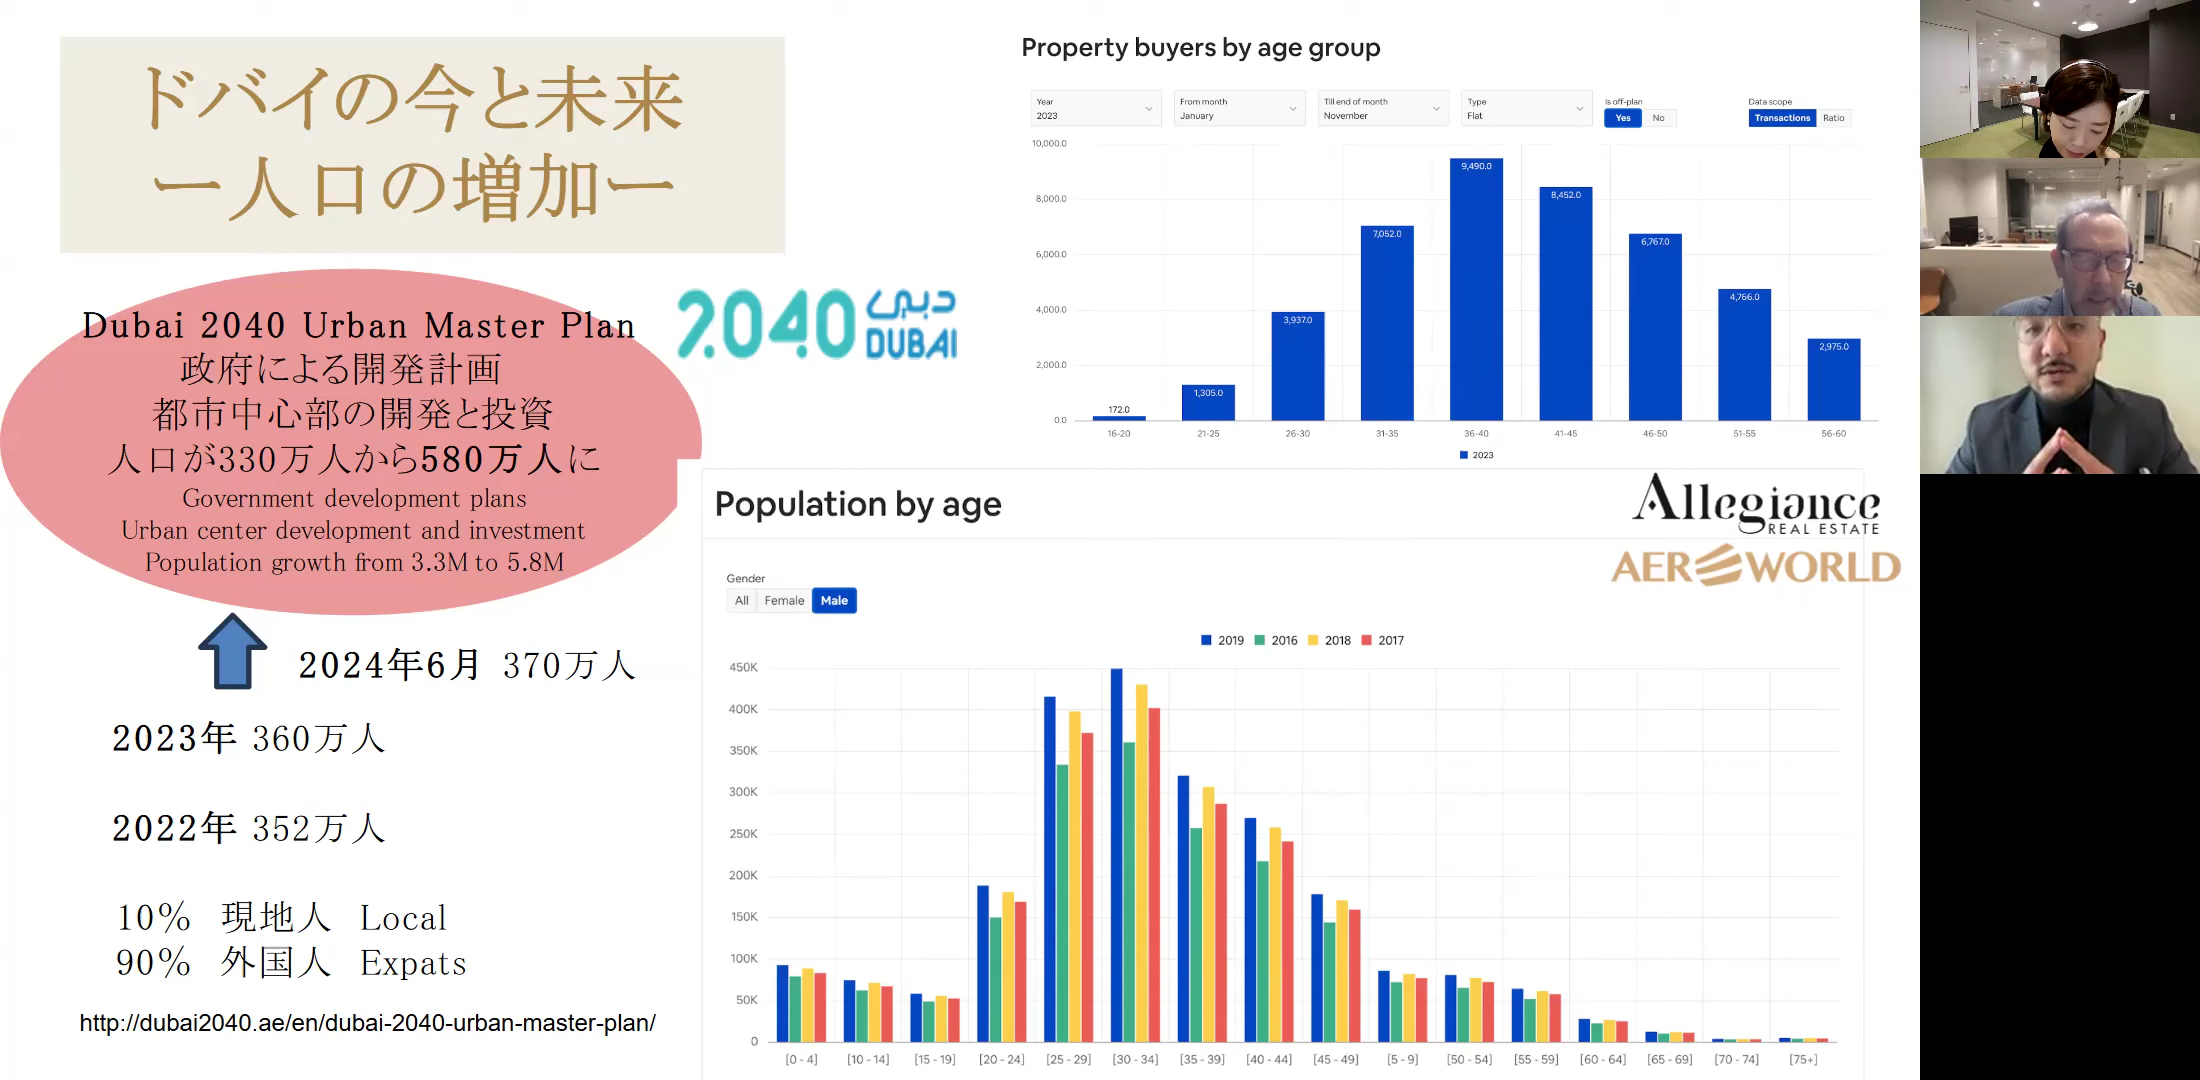 ドバイの今と未来
ー人口の増加ー
Dubai 2040 Urban Master Plan
政府による開発計画
都市中心部の開発と投資
人口が330万人から580万人に
Government development plans
Urban center development and investment
Population growth from 3.3M to 5.8M
2040 دبي
DUBAI
2024年6月 370万人
2023年 360万人
2022年 352万人
10% 現地人 Local
90% 外国人 Expats
http://dubai2040.ae/en/dubai-2040-urban-master-plan/
Property buyers by age group
Year
2023
From month
January
Till end of month
November
Type
Flat
Is off-plan
Yes No
Data scope
Transactions Ratio
10,000.0
8,000.0
6,000.0
4,000.0
2,000.0
0.0
172.0
1,305.0
3,937.0
7,052.0
9,490.0
8,452.0
6,767.0
4,766.0
2,975.0
16-20 21-25 26-30 31-35 36-40 41-45 46-50 51-55 56-60
2023
Population by age
Allegiance
REAL ESTATE
AEROWORLD
Gender
All Female Male
2019 2016 2018 2017
450K
400K
350K
300K
250K
200K
150K
100K
50K
0
[0 - 4] [10 - 14] [15 - 19] [20 - 24] [25 - 29] [30 - 34] [35 - 39] [40 - 44] [45 - 49] [5 - 9] [50 - 54] [55 - 59] [60 - 64] [65 - 69] [70 - 74] [75+]